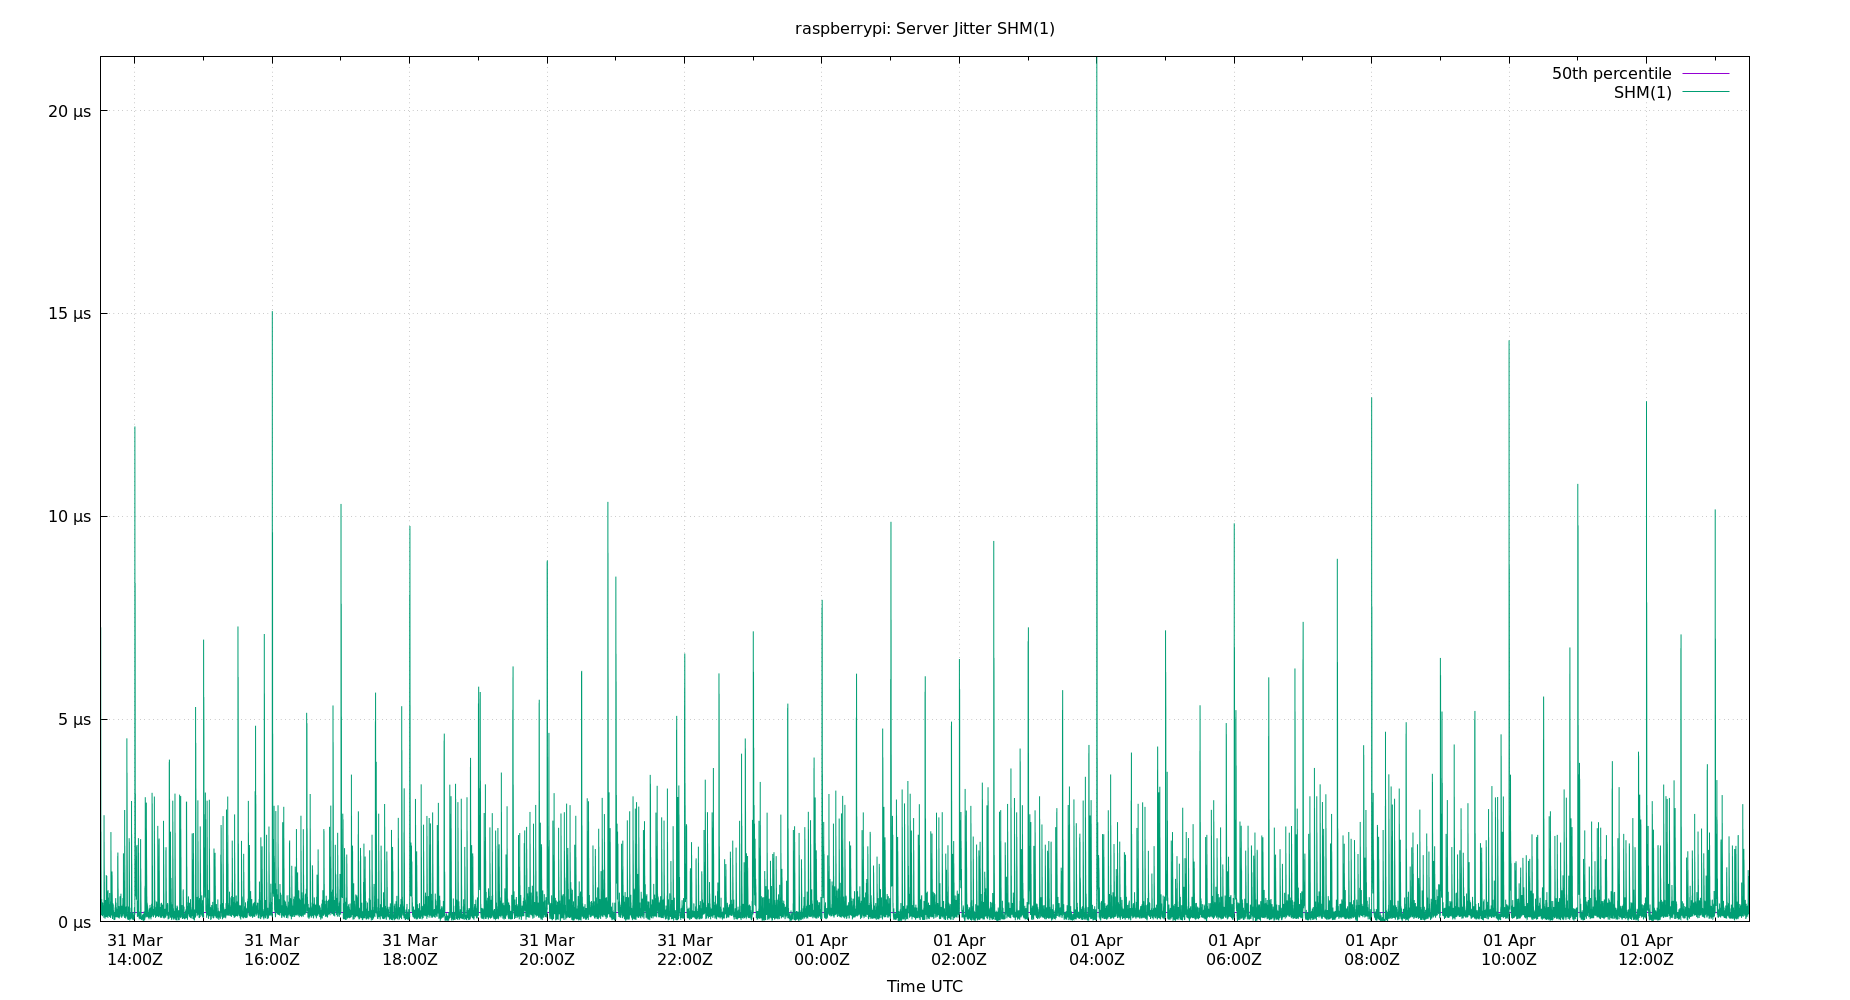 raspberrypi: Server Jitter SHM(1)
50th percentile
SHM(1)
20 µs
15 µs
10 µs
5 µs
0 µs
31 Mar 31 Mar 31 Mar 31 Mar 31 Mar 01 Apr 01 Apr 01 Apr 01 Apr 01 Apr 01 Apr 01 Apr
14:00Z 16:00Z 18:00Z 20:00Z 22:00Z 00:00Z 02:00Z 04:00Z 06:00Z 08:00Z 10:00Z 12:00Z
Time UTC